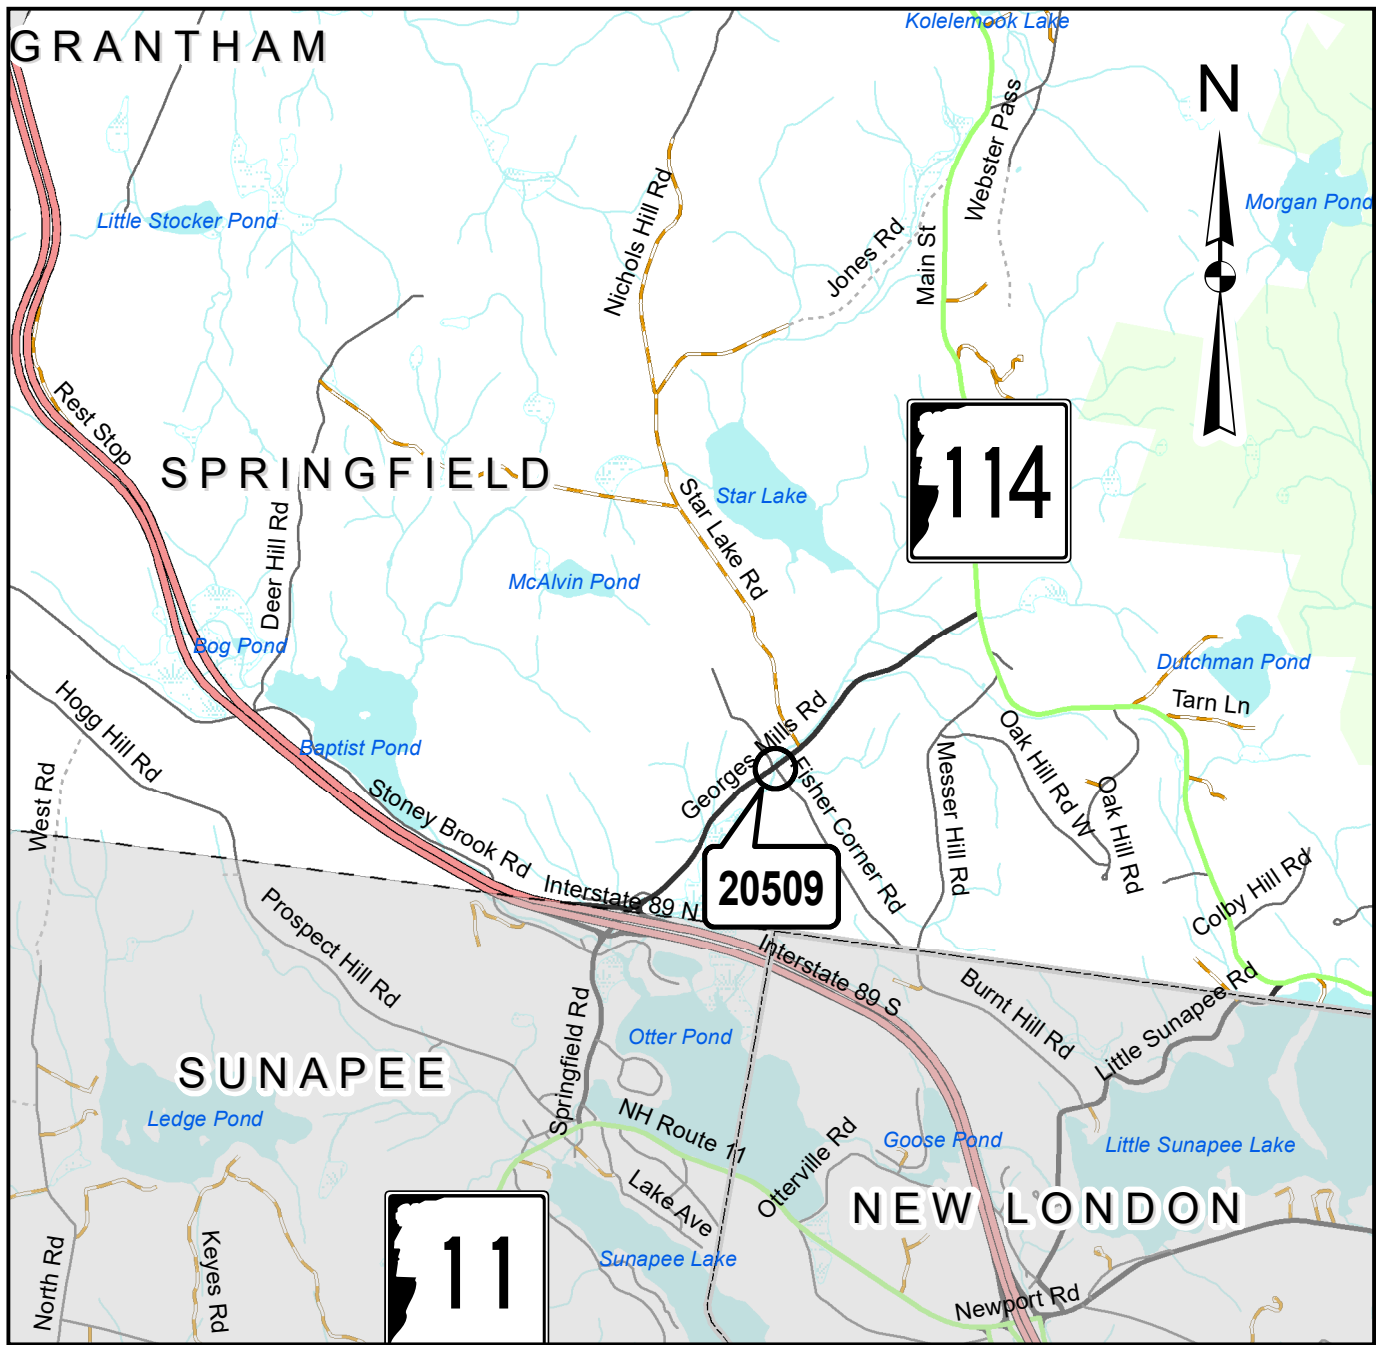 Kolelemook Lake
GRANTHAM
N
Webster Pass
Nichols Hill Rd
Morgan Pond
Little Stocker Pond
Jones Rd
Main St
Rest Stop
114
SPRINGFIELD
Star Lake
Star Lake Rd
Deer Hill Rd
McAlvin Pond
Bog Pond
Dutchman Pond
Hogg Hill Rd
Tarn Ln
Georges Mills Rd
Oak Hill Rd W
Baptist Pond
West Rd
Stoney Brook Rd
Fisher Corner Rd
Messer Hill Rd
Oak Hill Rd
20509
Interstate 89 N
Colby Hill Rd
Prospect Hill Rd
Interstate 89 S
Burnt Hill Rd
Little Sunapee Rd
Springfield Rd
Otter Pond
SUNAPEE
Ledge Pond
NH Route 11
Otterville Rd
Goose Pond
Little Sunapee Lake
Lake Ave
NEW LONDON
North Rd
Keyes Rd
11
Sunapee Lake
Newport Rd